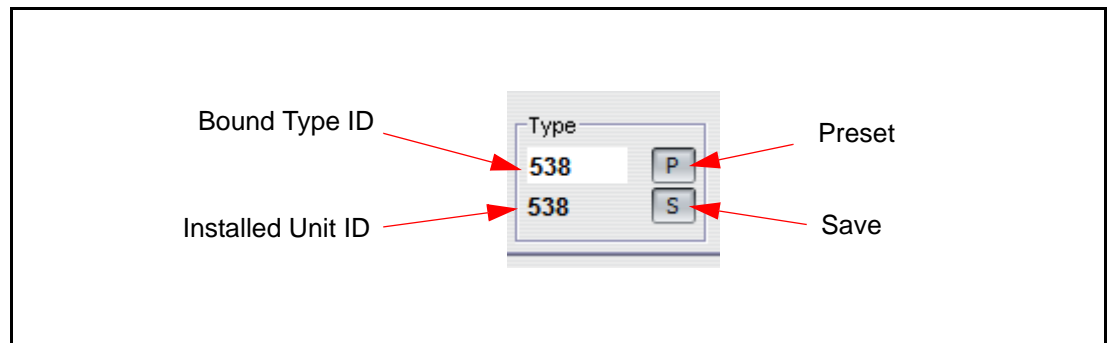 Bound Type ID
Type
Preset
538
P
538
S
Installed Unit ID
Save